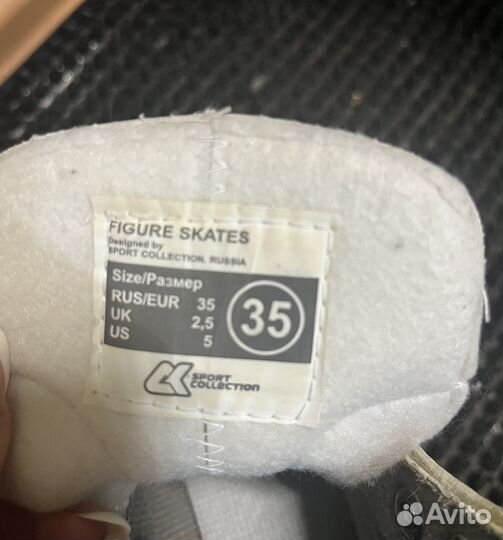 FIGURE SKATES
Designed by
SPORT COLLECTION, RUSSIA
Size/Размер
RUS/EUR 35
UK 2,5
US 5
35
SPORT
COLLECTION
Avito